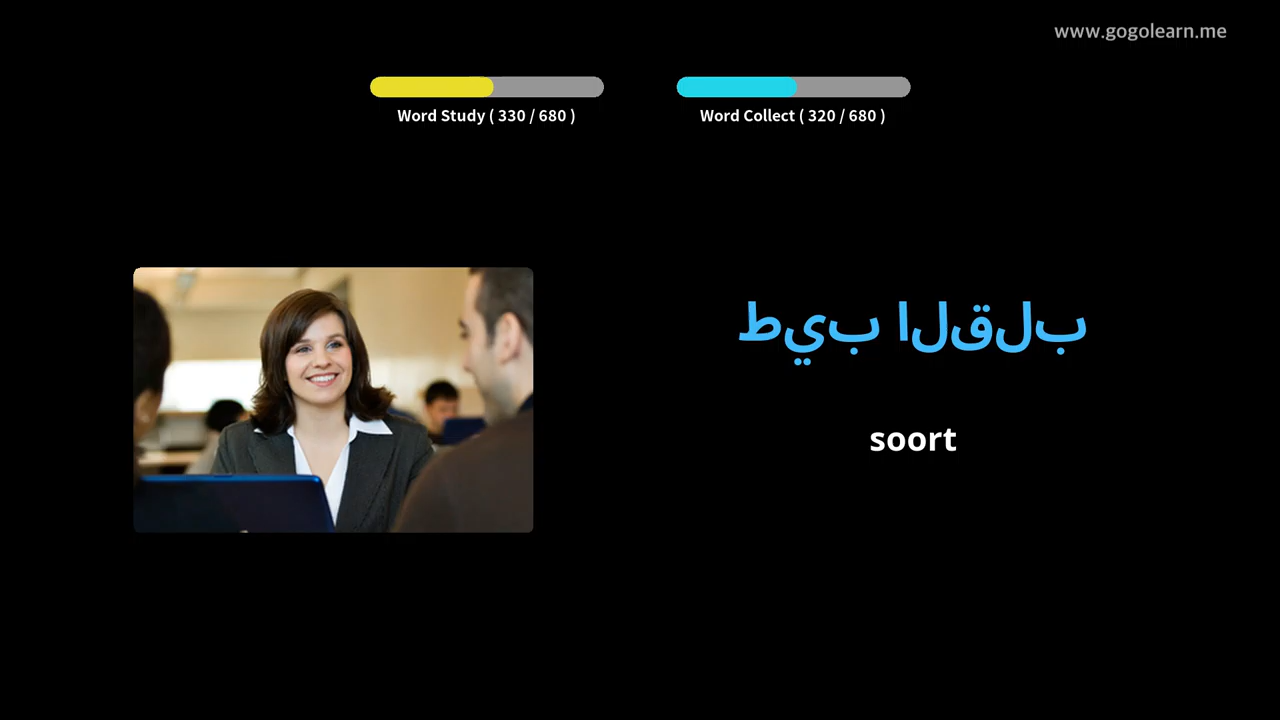 www.gogolearn.me
Word Study ( 330 / 680 )
Word Collect ( 320 / 680 )
طيب القلب
soort